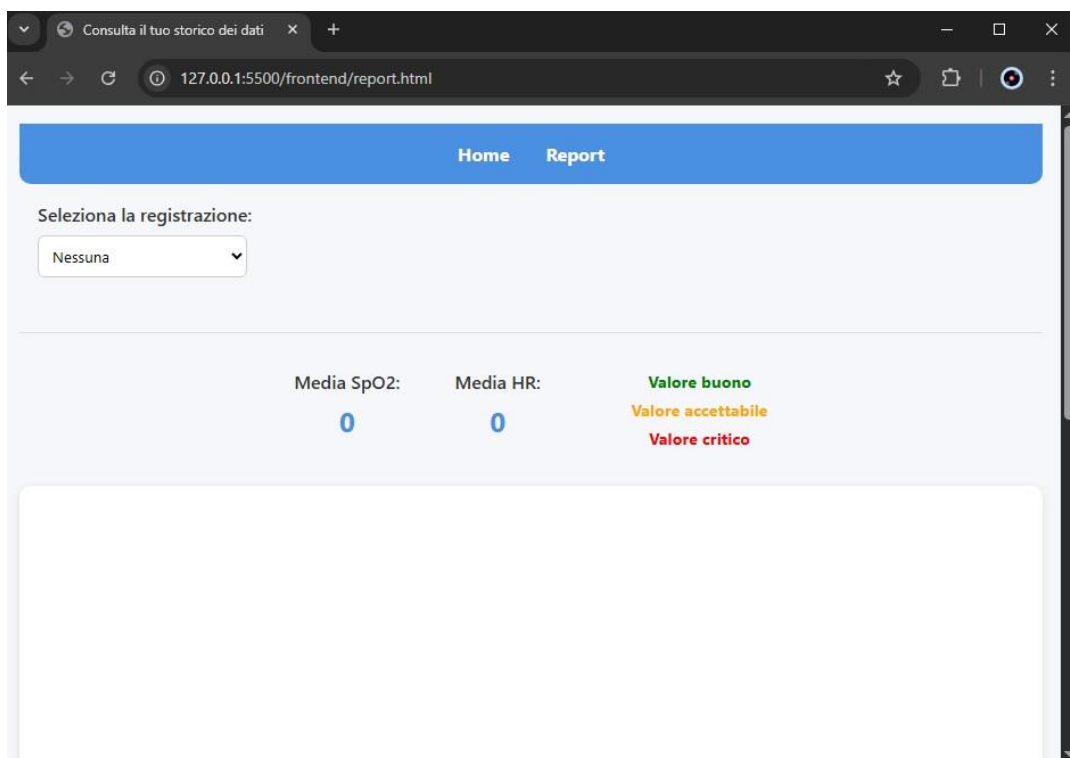 Consulta il tuo storico dei dati
127.0.0.1:5500/frontend/report.html
Home Report
Seleziona la registrazione:
Nessuna
Media SpO2: Media HR: Valore buono
Valore accettabile
0 0
Valore critico